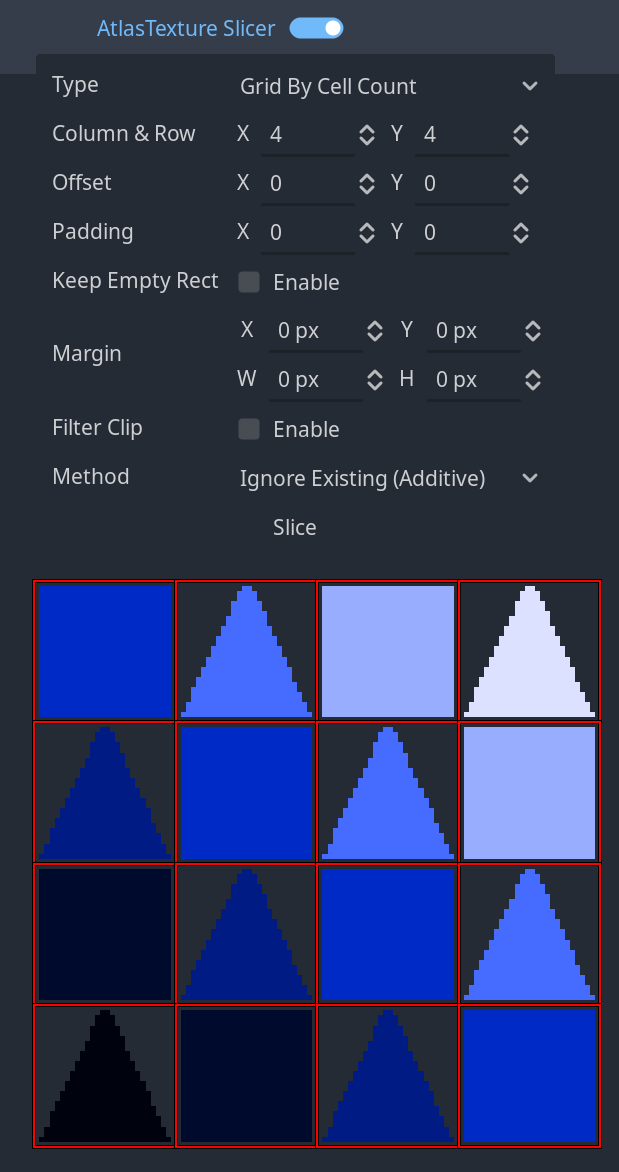 AtlasTexture Slicer
Type Grid By Cell Count
Column & Row X 4 Y 4
Offset X 0 Y 0
Padding X 0 Y 0
Keep Empty Rect Enable
Margin X 0 px Y 0 px
W 0 px H 0 px
Filter Clip Enable
Method Ignore Existing (Additive)
Slice